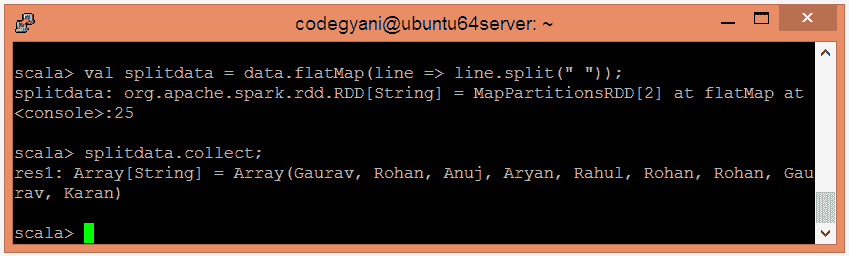 codegyani@ubuntu64server: ~
scala> val splitdata = data.flatMap(line => line.split(" "));
splitdata: org.apache.spark.rdd.RDD[String] = MapPartitionsRDD[2] at flatMap at
<console>:25
scala> splitdata.collect;
res1: Array[String] = Array(Gaurav, Rohan, Anuj, Aryan, Rahul, Rohan, Rohan, Gau
rav, Karan)
scala>